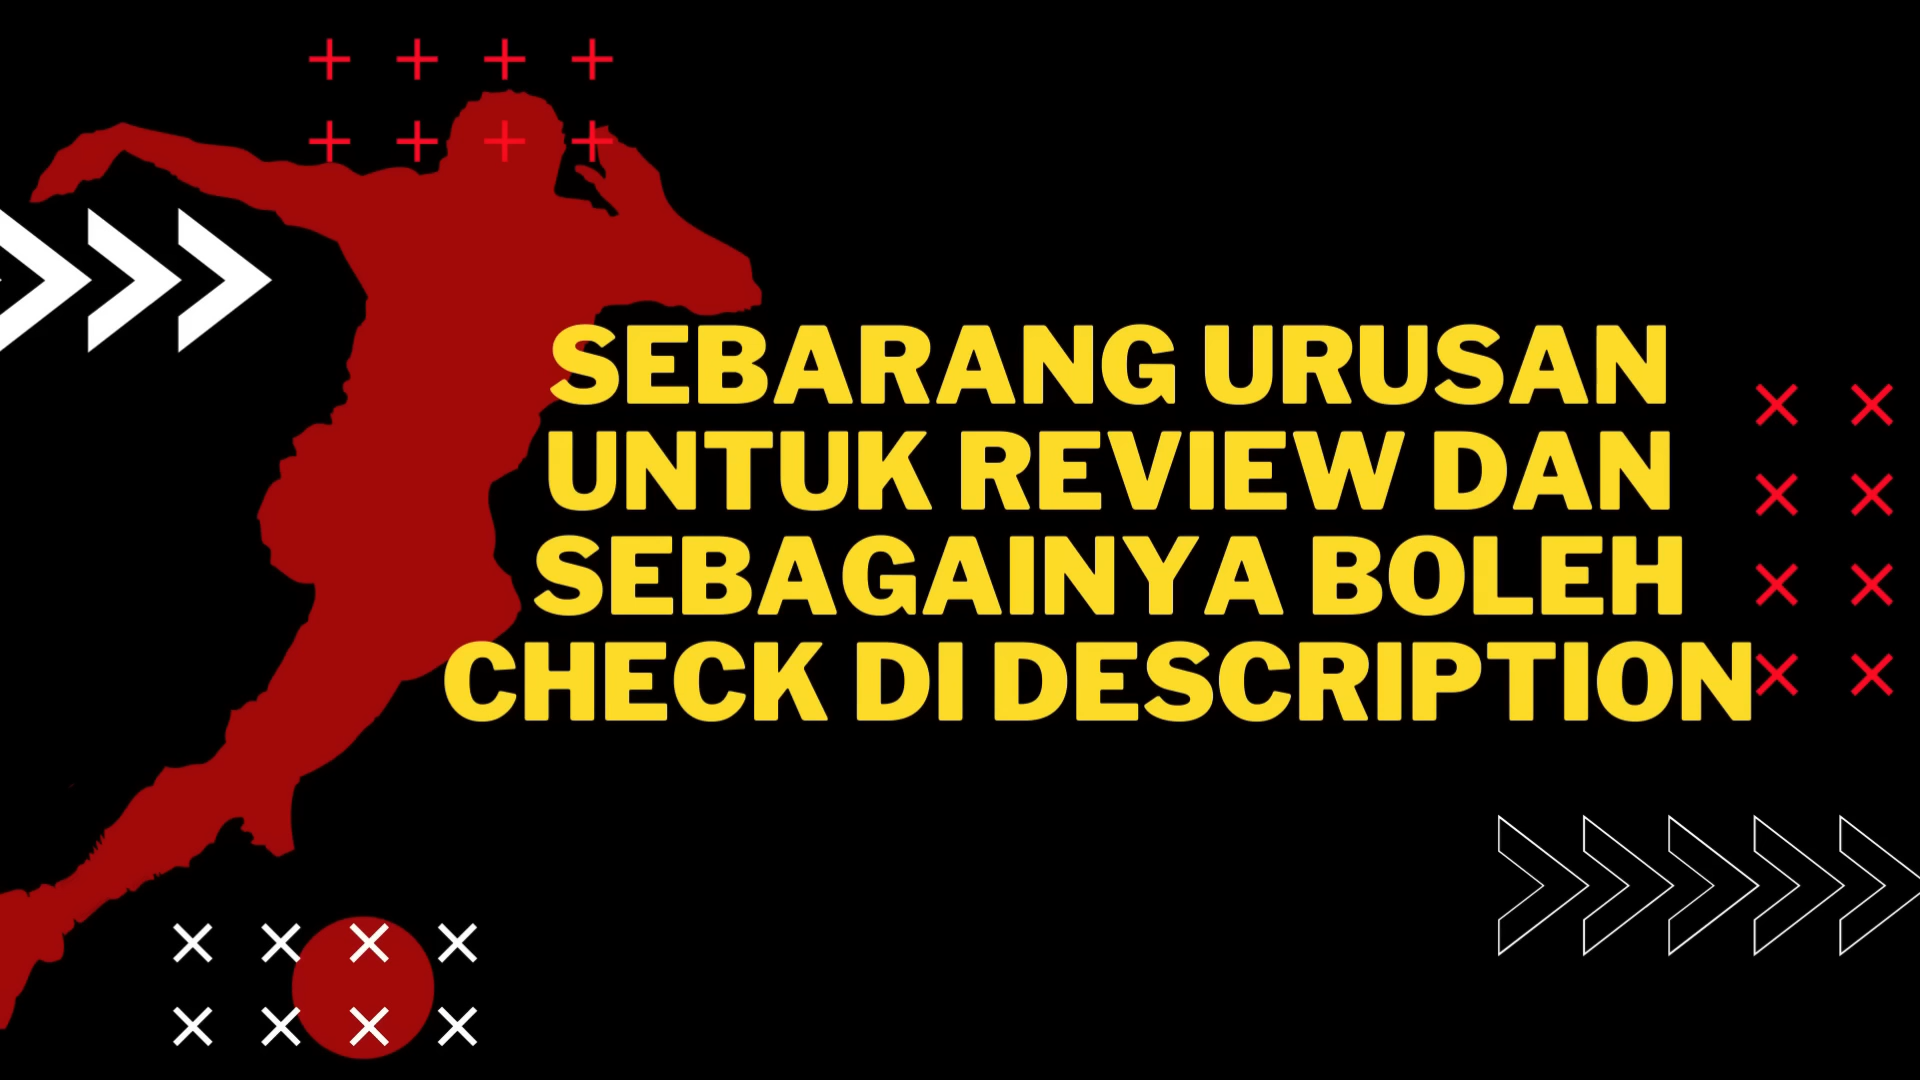 SEBARANG URUSAN
UNTUK REVIEW DAN
SEBAGAINYA BOLEH
CHECK DI DESCRIPTION